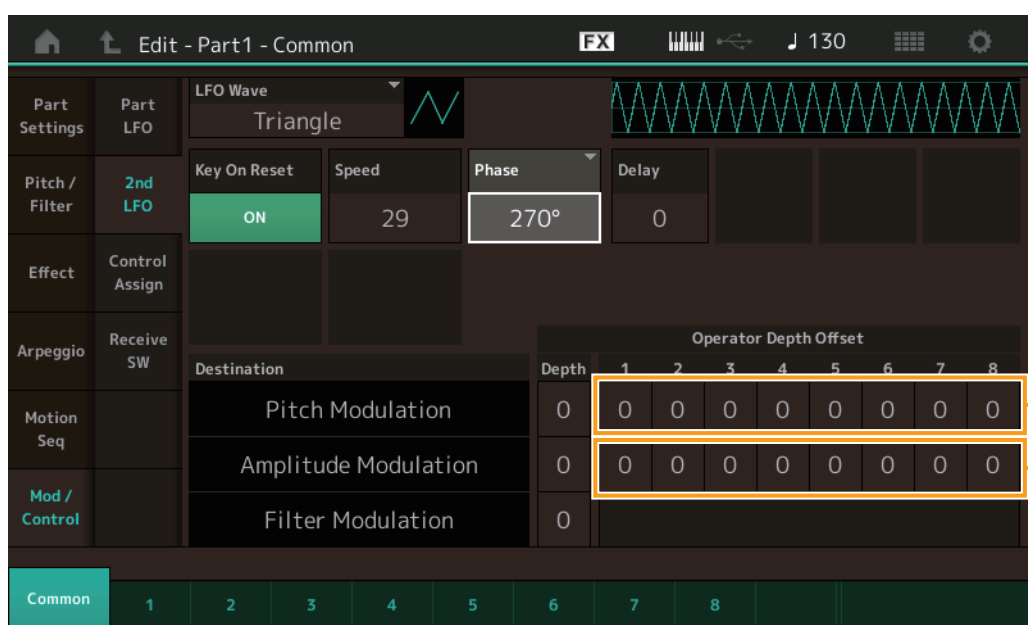 Edit - Part1 - Common FX ♩ 130
Part Settings
Part LFO
LFO Wave
Triangle
Pitch / Filter
2nd LFO
Key On Reset
ON
Speed
29
Phase
270°
Delay
0
Effect
Control Assign
Arpeggio
Receive SW
Operator Depth Offset
Destination Depth 1 2 3 4 5 6 7 8
Pitch Modulation 0 0 0 0 0 0 0 0 0
Motion Seq
Amplitude Modulation 0 0 0 0 0 0 0 0 0
Mod / Control
Filter Modulation 0
Common 1 2 3 4 5 6 7 8